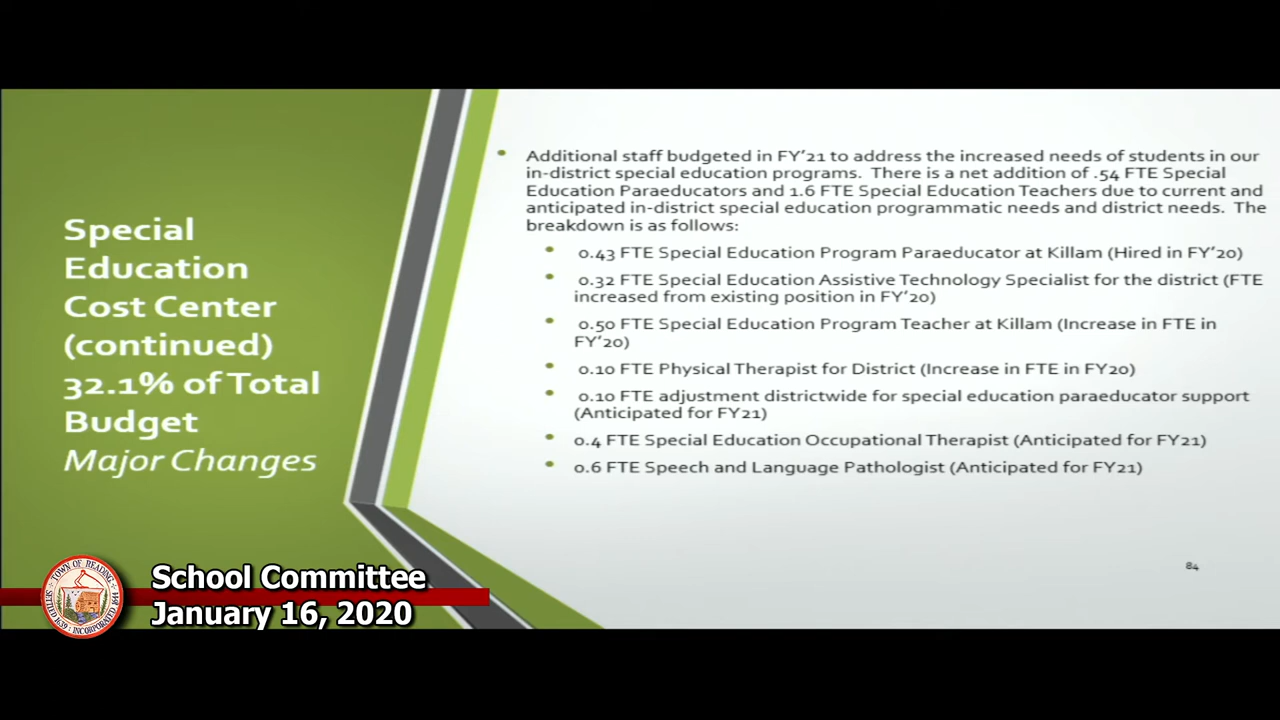 Special
Education
Cost Center
(continued)
32.1% of Total
Budget
Major Changes
Additional staff budgeted in FY'21 to address the increased needs of students in our
in-district special education programs. There is a net addition of .54 FTE Special
Education Paraeducators and 1.6 FTE Special Education Teachers due to current and
anticipated in-district special education programmatic needs and district needs. The
breakdown is as follows:
0.43 FTE Special Education Program Paraeducator at Killam (Hired in FY'20)
0.32 FTE Special Education Assistive Technology Specialist for the district (FTE
increased from existing position in FY'20)
0.50 FTE Special Education Program Teacher at Killam (Increase in FTE in
FY'20)
0.10 FTE Physical Therapist for District (Increase in FTE in FY20)
0.10 FTE adjustment districtwide for special education paraeducator support
(Anticipated for FY21)
0.4 FTE Special Education Occupational Therapist (Anticipated for FY21)
0.6 FTE Speech and Language Pathologist (Anticipated for FY21)
84
TOWN OF READING
SETTLED 1639
INCORPORATED 1644
School Committee
January 16, 2020